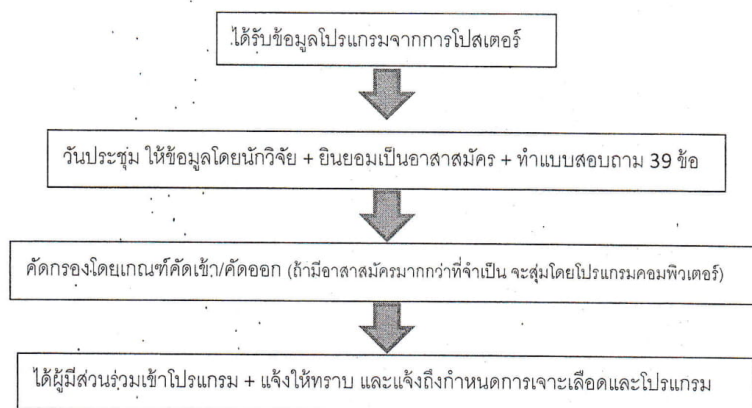 ได้รับข้อมูลโปรแกรมจากการโปสเตอร์
วันประชุม ให้ข้อมูลโดยนักวิจัย + ยินยอมเป็นอาสาสมัคร + ทำแบบสอบถาม 39 ข้อ
คัดกรองโดยเกณฑ์คัดเข้า/คัดออก (ถ้ามีอาสาสมัครมากกว่าที่จำเป็น จะสุ่มโดยโปรแกรมคอมพิวเตอร์)
ได้ผู้มีส่วนร่วมเข้าโปรแกรม + แจ้งให้ทราบ และแจ้งถึงกำหนดการเจาะเลือดและโปรแกรม